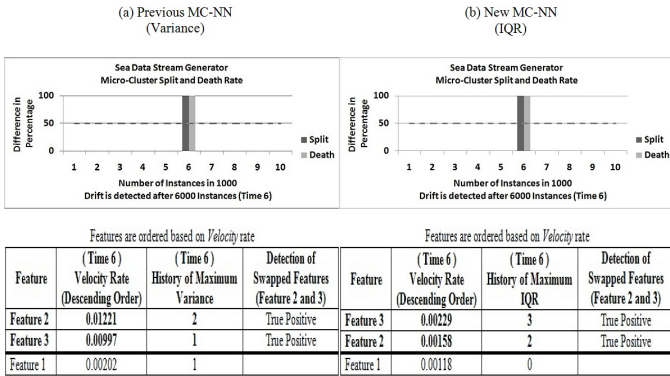 (a) Previous MC-NN
(Variance)
Sea Data Stream Generator
Micro-Cluster Split and Death Rate
Difference in
Percentage
100
50
0
1 2 3 4 5 6 7 8 9 10
Split
Death
Number of Instances in 1000
Drift is detected after 6000 Instances (Time 6)
Features are ordered based on Velocity rate
Feature
( Time 6 )
Velocity Rate
(Descending Order)
( Time 6 )
History of Maximum
Variance
Detection of
Swapped Features
(Feature 2 and 3)
Feature 2 0.01221 2 True Positive
Feature 3 0.00997 1 True Positive
Feature 1 0.00202 1
(b) New MC-NN
(IQR)
Sea Data Stream Generator
Micro-Cluster Split and Death Rate
Difference in
Percentage
100
50
0
1 2 3 4 5 6 7 8 9 10
Split
Death
Number of Instances in 1000
Drift is detected after 6000 Instances (Time 6)
Features are ordered based on Velocity rate
Feature
( Time 6 )
Velocity Rate
(Descending Order)
( Time 6 )
History of Maximum
IQR
Detection of
Swapped Features
(Feature 2 and 3)
Feature 3 0.00229 3 True Positive
Feature 2 0.00158 2 True Positive
Feature 1 0.00118 0